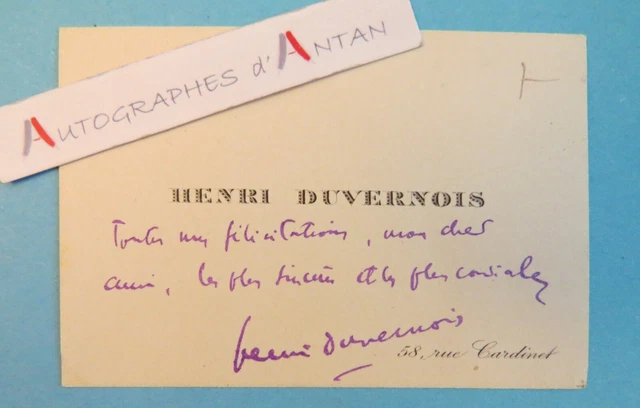 AUTOGRAPHES d'ANTAN
HENRI DUVERNOIS
Toutes mes félicitations, mon cher
ami, les plus sincères et les plus cordiales
Henri Duvernois
58, rue Cardinet